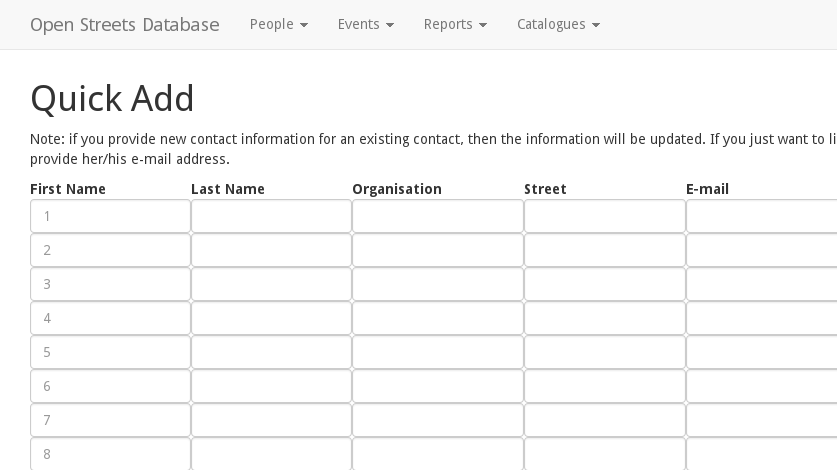 Open Streets Database People Events Reports Catalogues
Quick Add
Note: if you provide new contact information for an existing contact, then the information will be updated. If you just want to
provide her/his e-mail address.
First Name Last Name Organisation Street E-mail
1
2
3
4
5
6
7
8